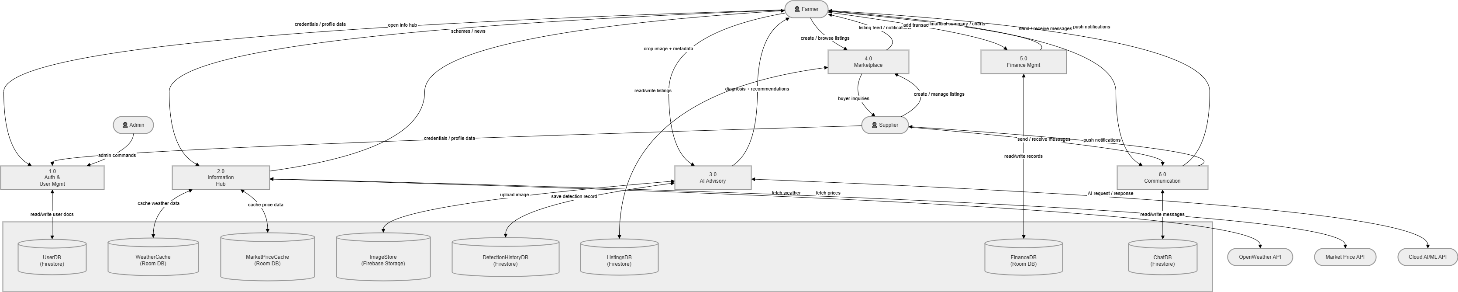 Farmer
credentials / profile data
open info hub
schemes / news
listing feed / notifications
push notifications
create / browse listings
crop image + metadata
4.0
Marketplace
5.0
Finance Mgmt
read/write listings
diagnosis + recommendations
buyer inquiries
create / manage listings
Admin
Supplier
credentials / profile data
send / receive messages
push notifications
admin commands
read/write records
1.0
Auth &
User Mgmt
2.0
Information
Hub
3.0
AI Advisory
6.0
Communication
upload image
save detection record
fetch weather
fetch prices
AI request / response
cache weather data
cache price data
read/write user docs
read/write messages
UserDB
(Firestore)
WeatherCache
(Room DB)
MarketPriceCache
(Room DB)
ImageStore
(Firebase Storage)
DetectionHistoryDB
(Firestore)
ListingsDB
(Firestore)
FinanceDB
(Room DB)
ChatDB
(Firestore)
OpenWeather API
Market Price API
Cloud AI/ML API